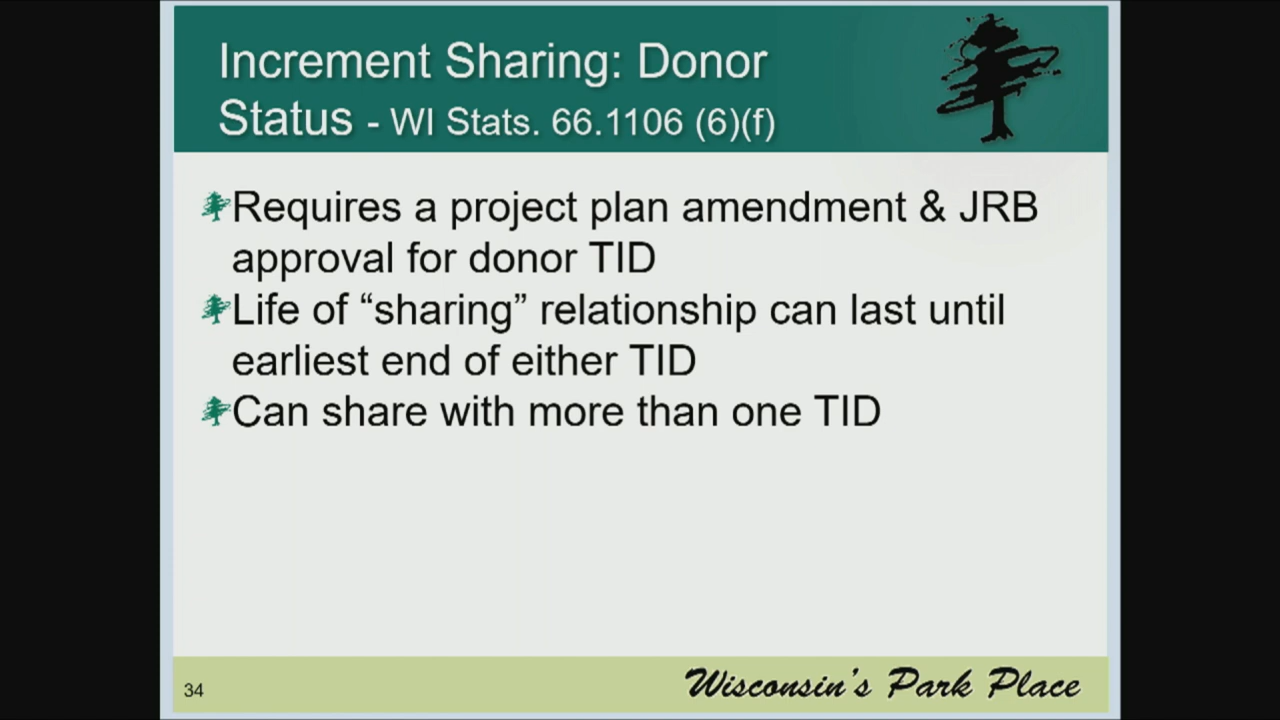 Increment Sharing: Donor
Status - WI Stats. 66.1106 (6)(f)
Requires a project plan amendment & JRB
approval for donor TID
Life of “sharing” relationship can last until
earliest end of either TID
Can share with more than one TID
34
Wisconsin's Park Place